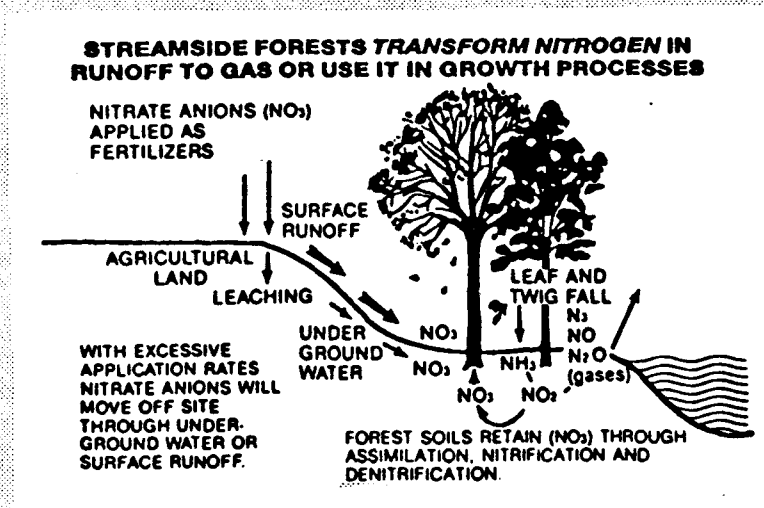 STREAMSIDE FORESTS TRANSFORM NITROGEN IN
RUNOFF TO GAS OR USE IT IN GROWTH PROCESSES
NITRATE ANIONS (NO₃)
APPLIED AS
FERTILIZERS
SURFACE
RUNOFF
AGRICULTURAL
LAND
LEACHING
UNDER
GROUND
WATER
NO₃
NO₃
LEAF AND
TWIG FALL
N₃
NO
N₂O
(gases)
NH₃
NO₂
NO₃
WITH EXCESSIVE
APPLICATION RATES
NITRATE ANIONS WILL
MOVE OFF SITE
THROUGH UNDER-
GROUND WATER OR
SURFACE RUNOFF.
FOREST SOILS RETAIN (NO₃) THROUGH
ASSIMILATION, NITRIFICATION AND
DENITRIFICATION.